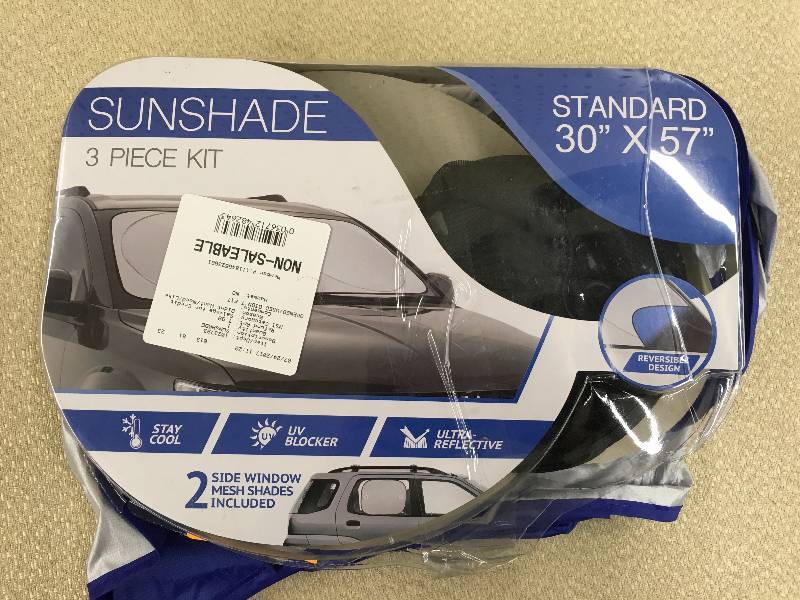 SUNSHADE
3 PIECE KIT
STANDARD
30” X 57”
NON-SALEABLE
REVERSIBLE
DESIGN
STAY
COOL
UV
UV
BLOCKER
ULTRA-
REFLECTIVE
2 SIDE WINDOW
MESH SHADES
INCLUDED